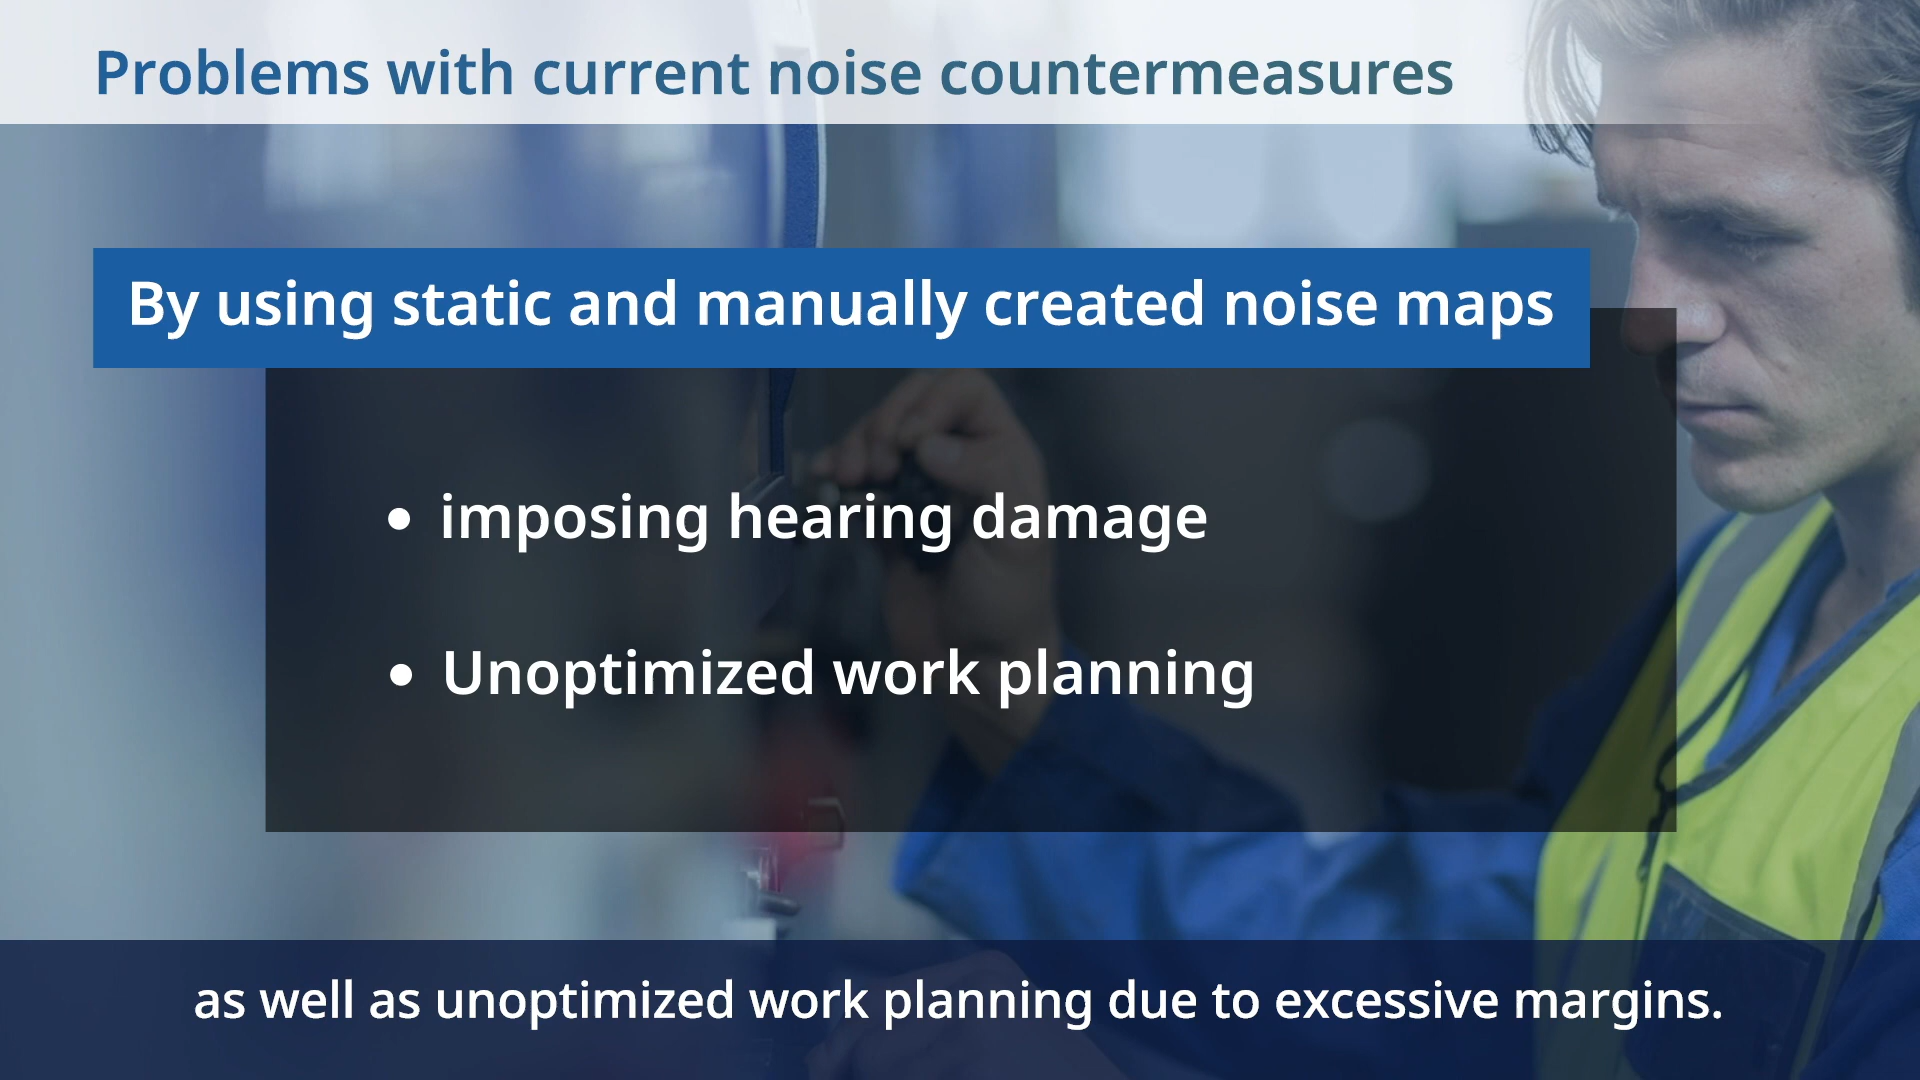 Problems with current noise countermeasures
By using static and manually created noise maps
• imposing hearing damage
• Unoptimized work planning
as well as unoptimized work planning due to excessive margins.